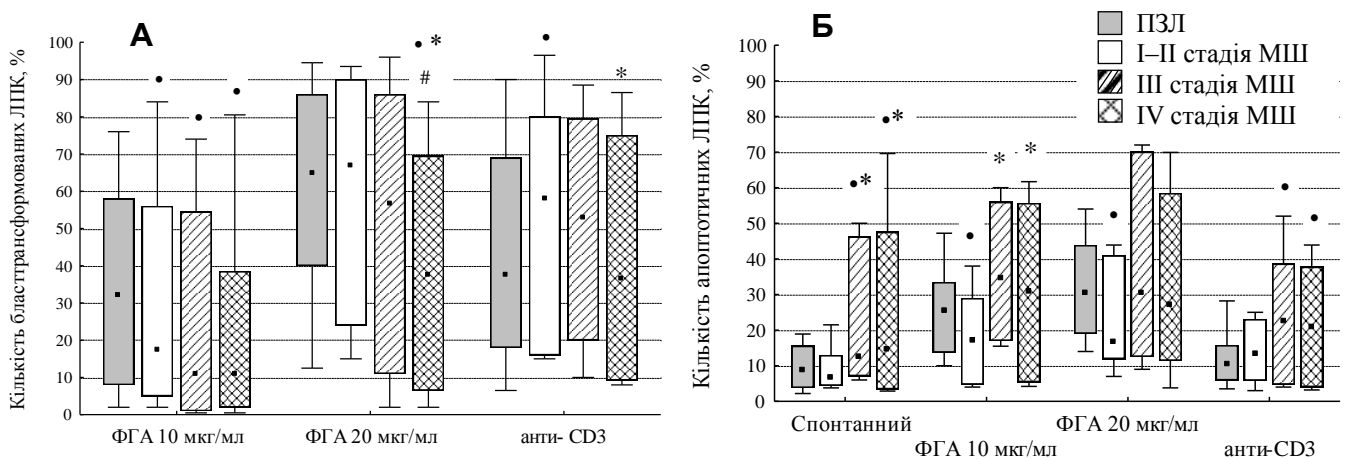 А
Кількість бласттрансформованих ЛПК, %
100
90
80
70
60
50
40
30
20
10
0
• • • • * # • *
ФГА 10 мкг/мл ФГА 20 мкг/мл анти- CD3
Б
Кількість апоптотичних ЛПК, %
100
90
80
70
60
50
40
30
20
10
0
•* •* • * * • • •
Спонтанний ФГА 20 мкг/мл
ФГА 10 мкг/мл анти-CD3
ПЗЛ
I–II стадія МШ
III стадія МШ
IV стадія МШ